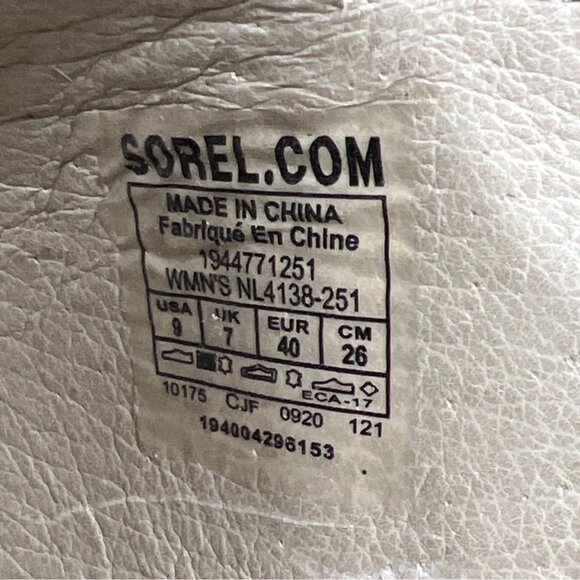 SOREL.COM
MADE IN CHINA
Fabriqué En Chine
1944771251
WMN'S NL4138-251
USA UK EUR CM
9 7 40 26
ECA-17
10175 CJF 0920 121
194004296153